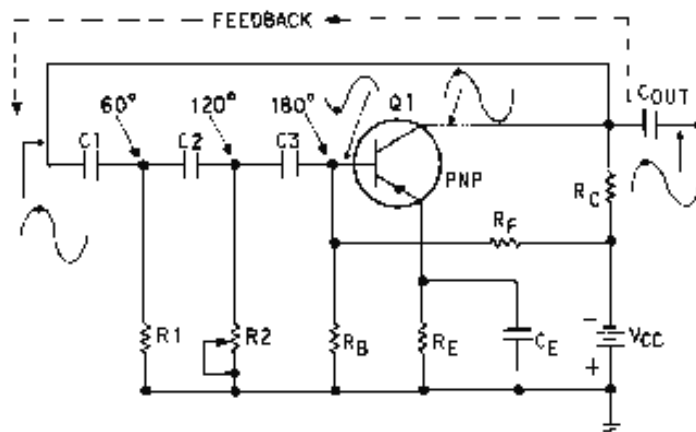 FEEDBACK
60°
120°
180°
Q1
COUT
C1
C2
C3
PNP
RC
RF
R1
R2
RB
RE
CE
−
VCC
+